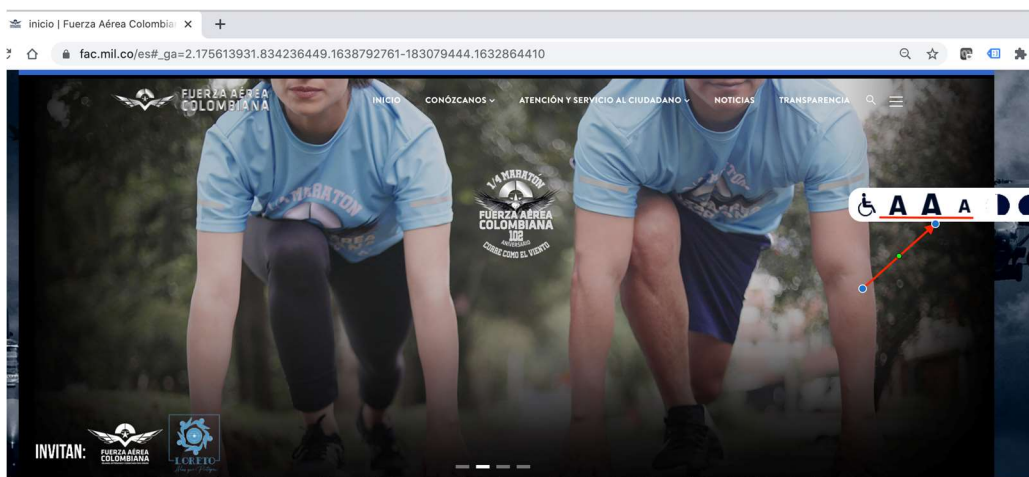 inicio | Fuerza Aérea Colombia
fac.mil.co/es#_ga=2.175613931.834236449.1638792761-183079444.1632864410
FUERZA AÉREA
COLOMBIANA
INICIO CONÓZCANOS ATENCIÓN Y SERVICIO AL CIUDADANO NOTICIAS TRANSPARENCIA
1/4 MARATÓN
FUERZA AÉREA
COLOMBIANA
102
ANIVERSARIO
CORRE COMO EL VIENTO
A A A
MARATÓN
INVITAN:
FUERZA AÉREA
COLOMBIANA
LORETO